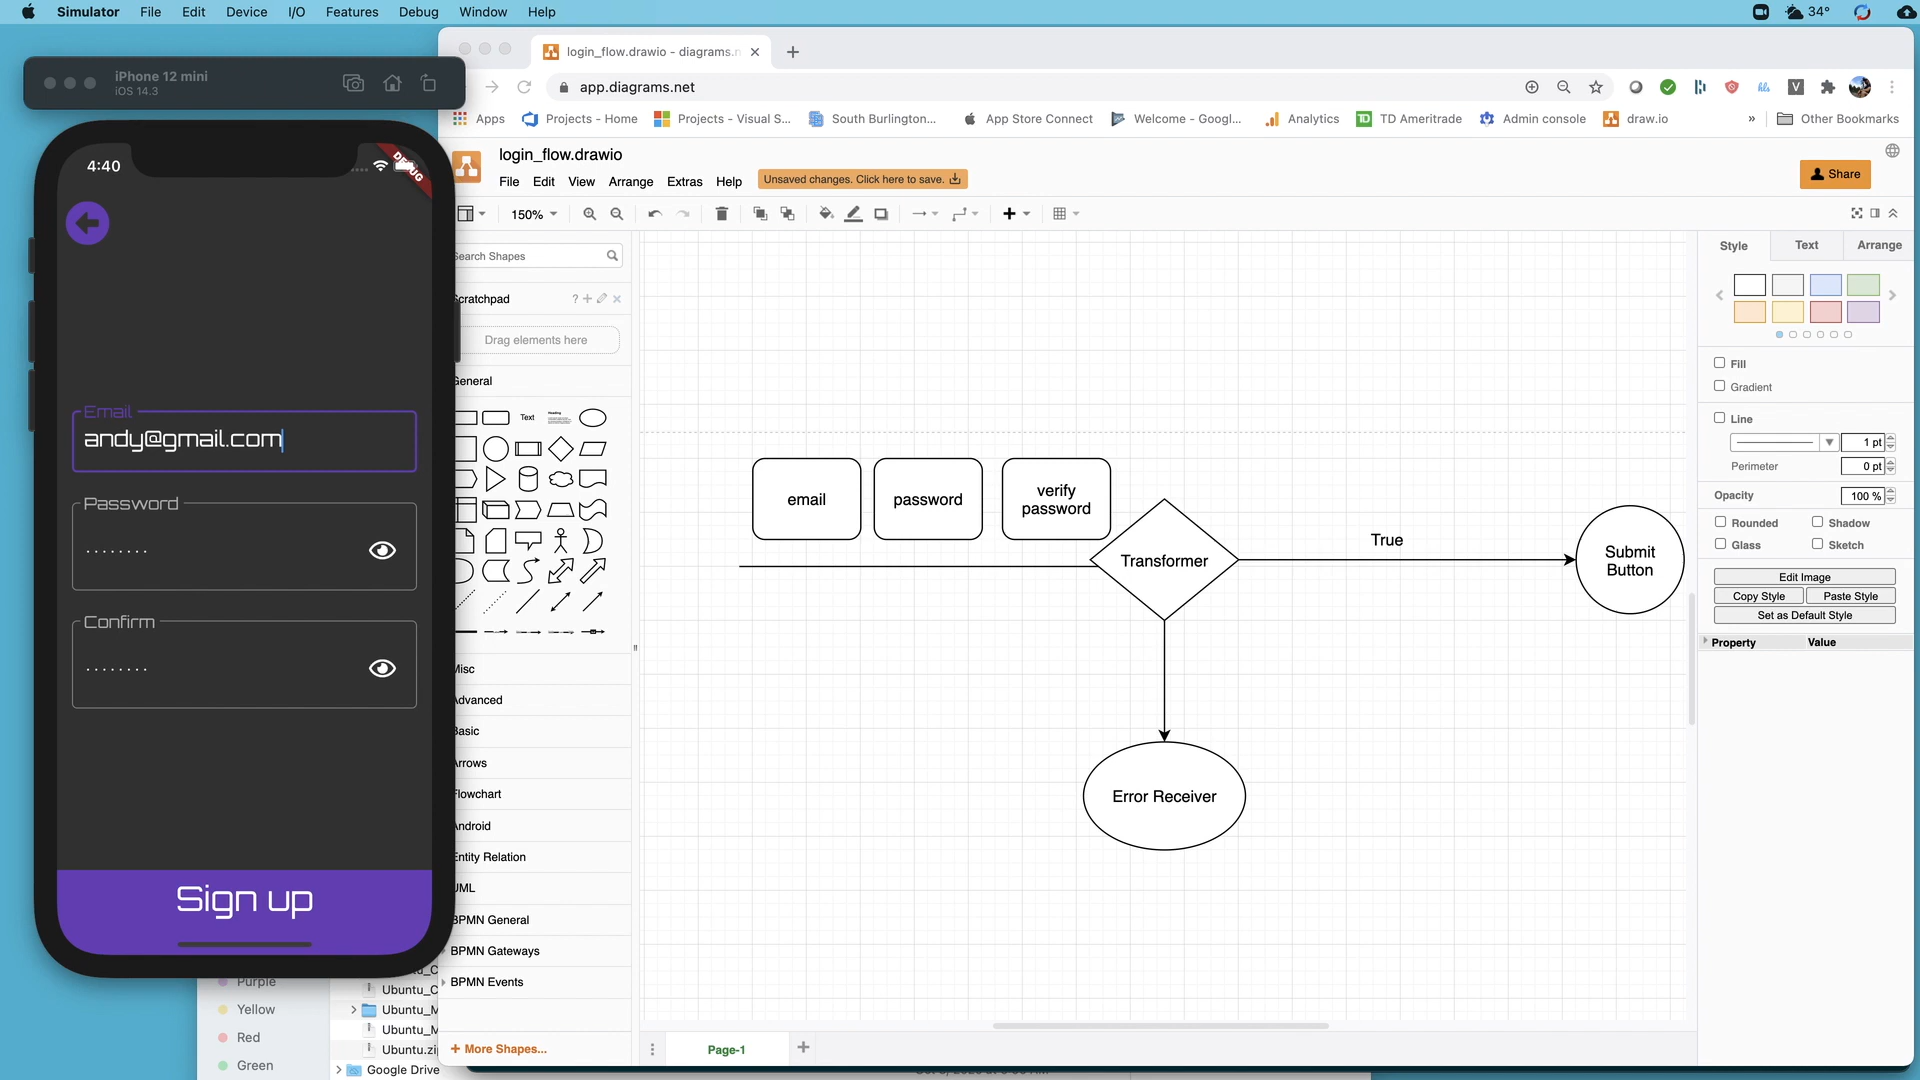 Simulator File Edit Device I/O Features Debug Window Help
34°
iPhone 12 mini
iOS 14.3
4:40
DEBUG
Email
andy@gmail.com
Password
Confirm
Sign up
login_flow.drawio - diagrams.n
app.diagrams.net
Apps Projects - Home Projects - Visual S... South Burlington... App Store Connect Welcome - Googl... Analytics TD Ameritrade Admin console draw.io » Other Bookmarks
login_flow.drawio
File Edit View Arrange Extras Help
Unsaved changes. Click here to save.
Share
150%
Search Shapes
Scratchpad
?
Drag elements here
General
Text
Heading
Misc
Advanced
Basic
Arrows
Flowchart
Android
Entity Relation
UML
BPMN General
BPMN Gateways
BPMN Events
+ More Shapes...
email
password
verify
password
Transformer
True
Submit
Button
Error Receiver
Page-1
Style Text Arrange
Fill
Gradient
Line
1 pt
Perimeter
0 pt
Opacity
100 %
Rounded Shadow
Glass Sketch
Edit Image
Copy Style Paste Style
Set as Default Style
Property Value
Purple
Yellow
Red
Green
Ubuntu_C
Ubuntu_M
Ubuntu_M
Ubuntu.zi
Google Drive